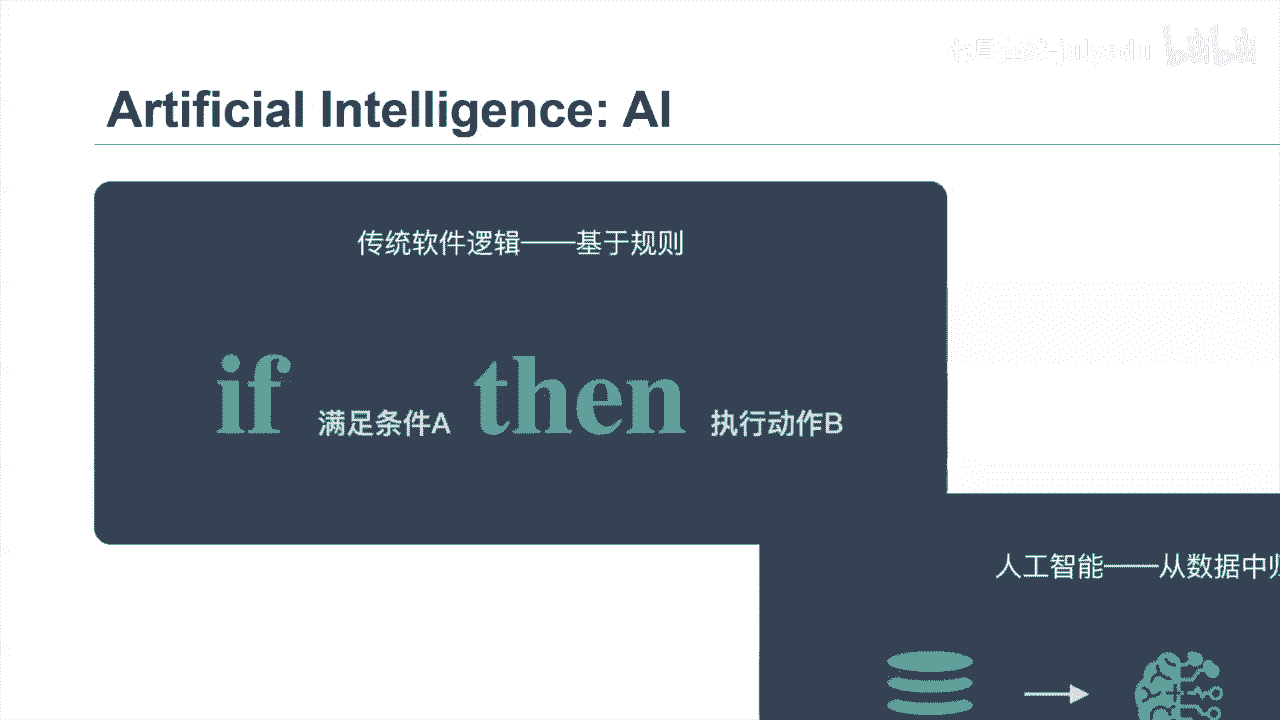 七月在线-julyedu bilibili
Artificial Intelligence: AI
传统软件逻辑——基于规则
if 满足条件A then 执行动作B
人工智能——从数据中归